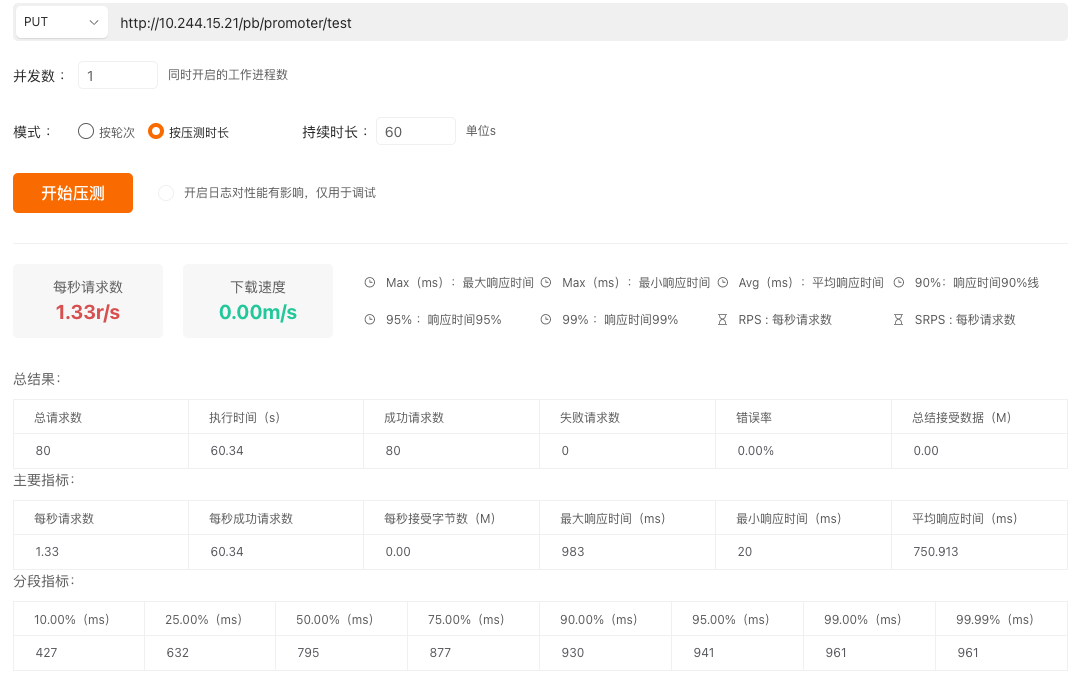 PUT http://10.244.15.21/pb/promoter/test
并发数： 1 同时开启的工作进程数
模式： 按轮次 按压测时长 持续时长： 60 单位s
开始压测 开启日志对性能有影响，仅用于调试
每秒请求数 下载速度
1.33r/s 0.00m/s
Max（ms）：最大响应时间 Max（ms）：最小响应时间 Avg（ms）：平均响应时间 90%：响应时间90%线
95%：响应时间95% 99%：响应时间99% RPS : 每秒请求数 SRPS : 每秒请求数
总结果：
总请求数 执行时间（s） 成功请求数 失败请求数 错误率 总结接受数据（M）
80 60.34 80 0 0.00% 0.00
主要指标：
每秒请求数 每秒成功请求数 每秒接受字节数（M） 最大响应时间（ms） 最小响应时间（ms） 平均响应时间（ms）
1.33 60.34 0.00 983 20 750.913
分段指标：
10.00%（ms） 25.00%（ms） 50.00%（ms） 75.00%（ms） 90.00%（ms） 95.00%（ms） 99.00%（ms） 99.99%（ms）
427 632 795 877 930 941 961 961